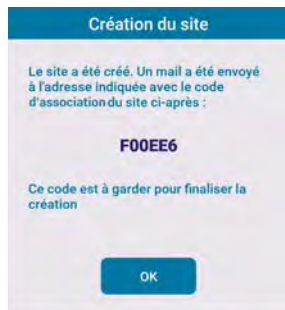 Création du site
Le site a été créé. Un mail a été envoyé
à l'adresse indiquée avec le code
d'association du site ci-après :
F00EE6
Ce code est à garder pour finaliser la
création
OK